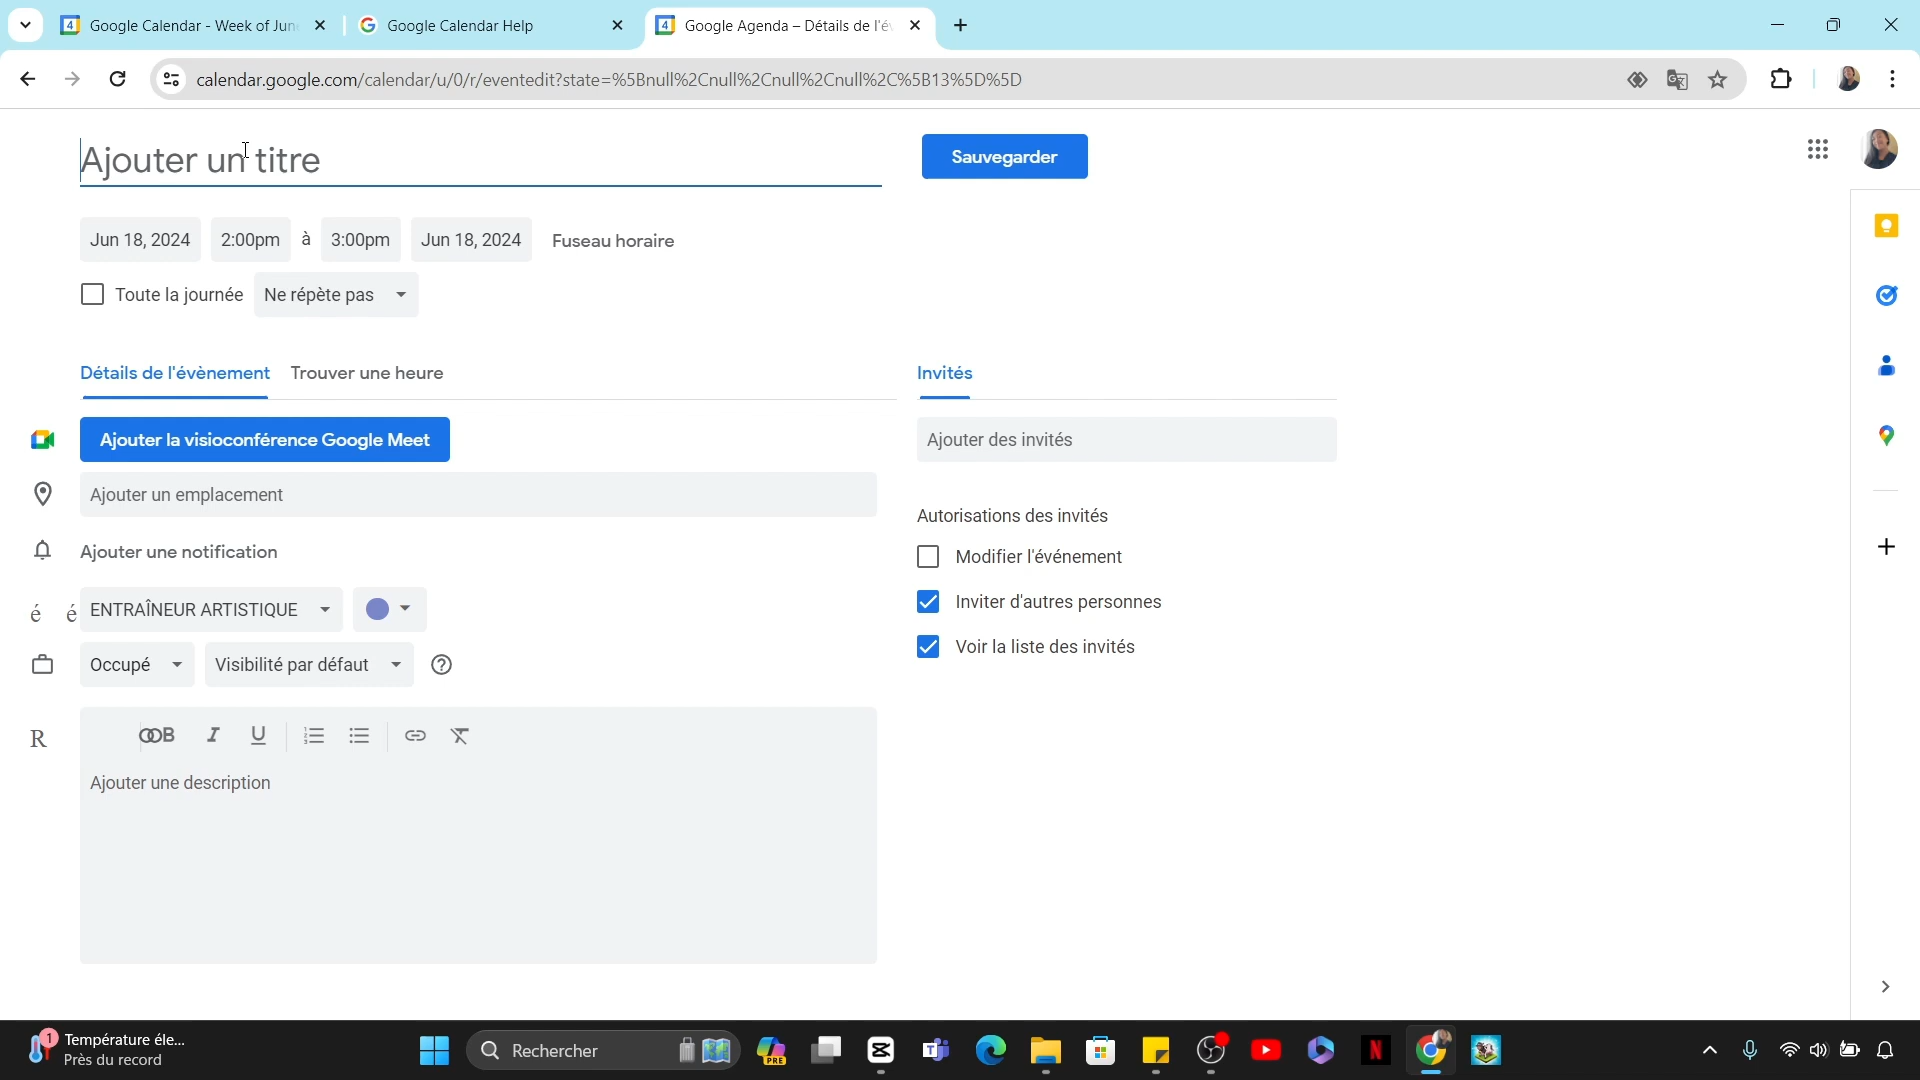 Google Calendar - Week of Jun
Google Calendar Help
Google Agenda – Détails de l'év
calendar.google.com/calendar/u/0/r/eventedit?state=%5Bnull%2Cnull%2Cnull%2Cnull%2C%5B13%5D%5D
Ajouter un titre
Sauvegarder
Jun 18, 2024 2:00pm à 3:00pm Jun 18, 2024 Fuseau horaire
Toute la journée Ne répète pas
Détails de l'évènement Trouver une heure
Invités
Ajouter la visioconférence Google Meet
Ajouter des invités
Ajouter un emplacement
Autorisations des invités
Ajouter une notification
Modifier l'événement
é é ENTRAÎNEUR ARTISTIQUE
Inviter d'autres personnes
Occupé Visibilité par défaut
Voir la liste des invités
R
B I U
Ajouter une description
1 Température éle...
Près du record
Rechercher
PRE